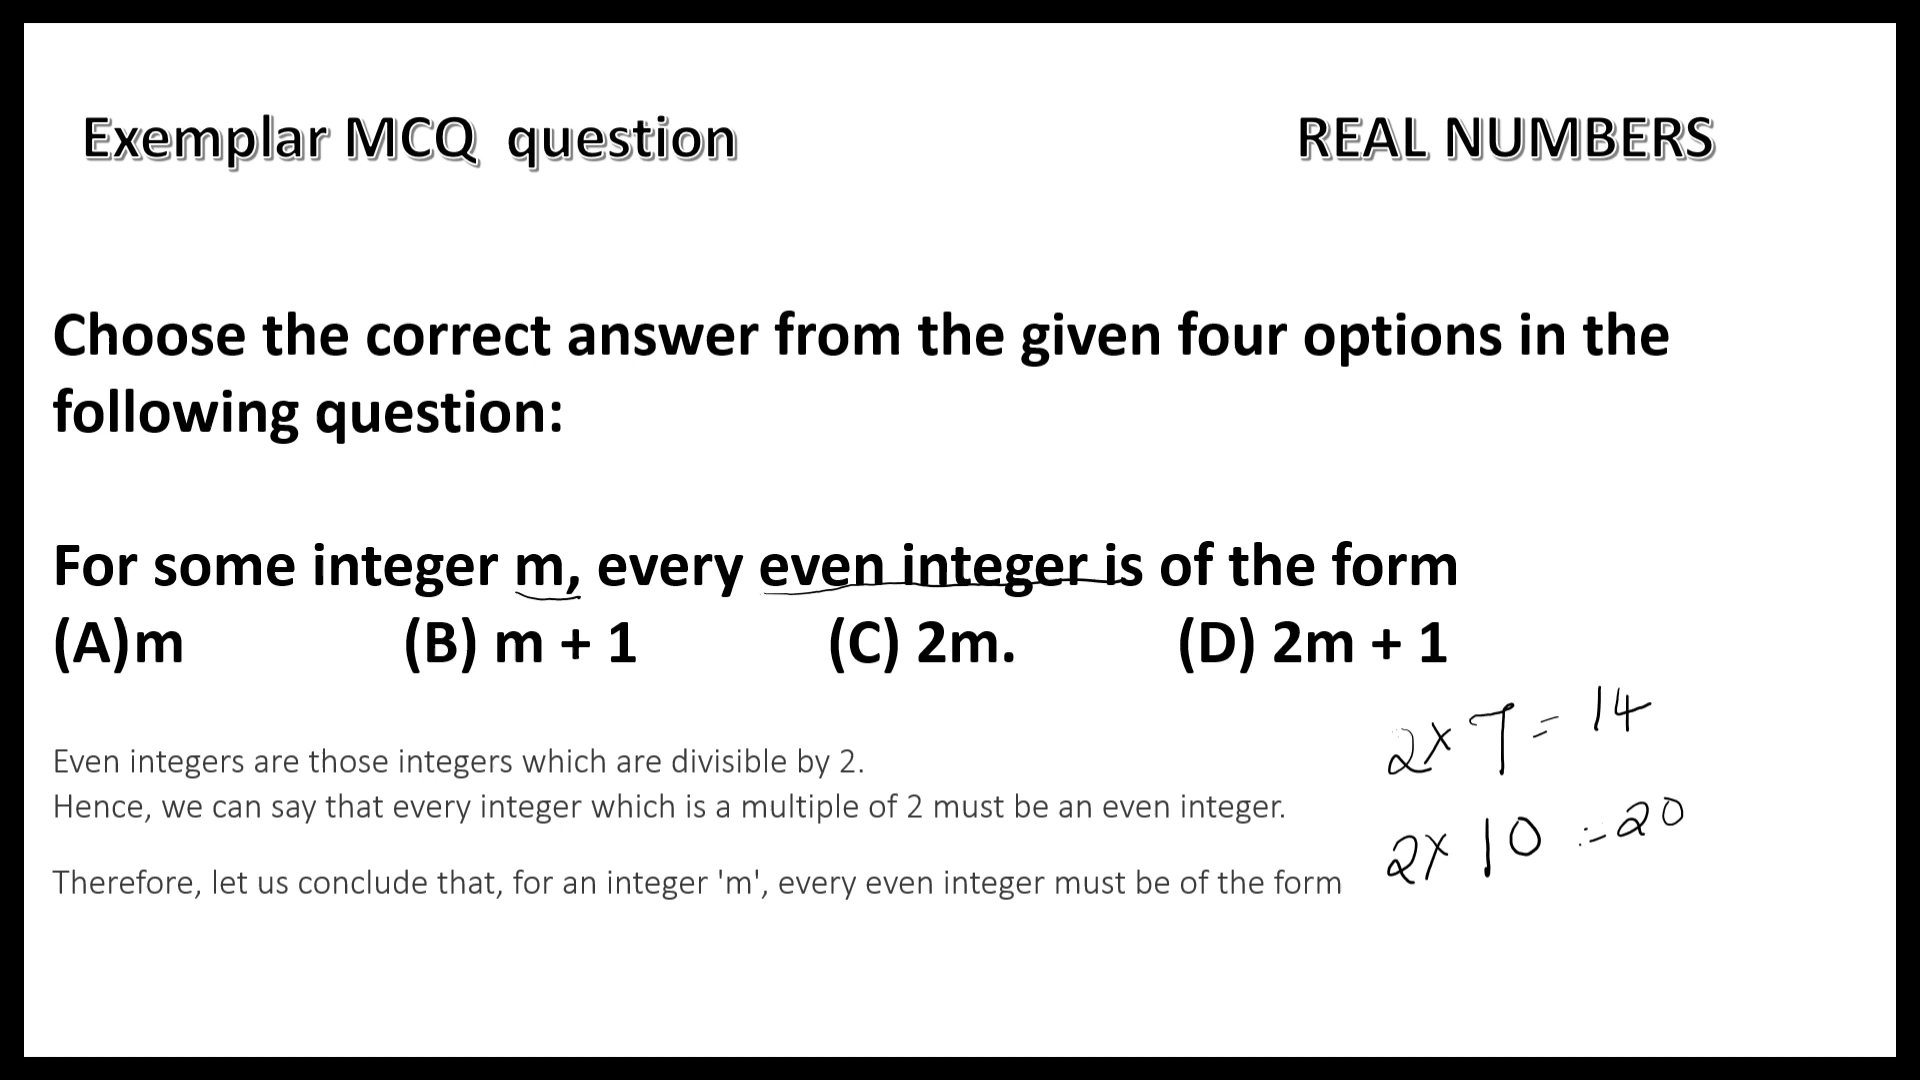 Exemplar MCQ question
REAL NUMBERS
Choose the correct answer from the given four options in the
following question:
For some integer m, every even integer is of the form
(A)m (B) m + 1 (C) 2m. (D) 2m + 1
2 x 7 = 14
Even integers are those integers which are divisible by 2.
Hence, we can say that every integer which is a multiple of 2 must be an even integer.
2 x 10 = 20
Therefore, let us conclude that, for an integer 'm', every even integer must be of the form